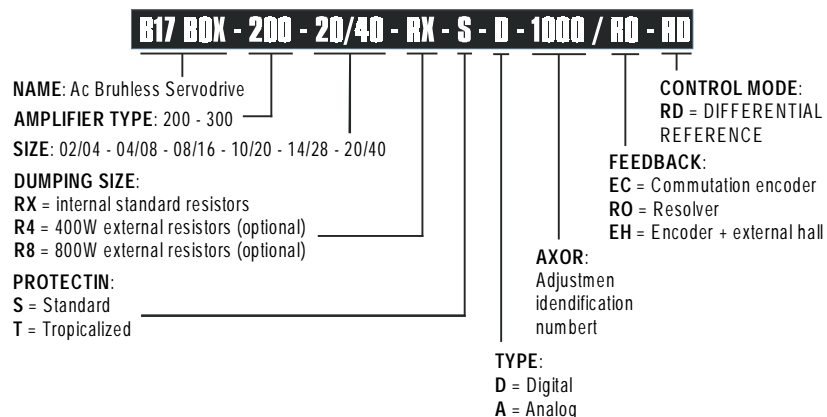 B17 BOX - 200 - 20/40 - RX - S - D - 1000 / RO - RD
NAME: Ac Bruhless Servodrive
AMPLIFIER TYPE: 200 - 300
SIZE: 02/04 - 04/08 - 08/16 - 10/20 - 14/28 - 20/40
DUMPING SIZE:
RX = internal standard resistors
R4 = 400W external resistors (optional)
R8 = 800W external resistors (optional)
PROTECTIN:
S = Standard
T = Tropicalized
TYPE:
D = Digital
A = Analog
AXOR:
Adjustmen
idendification
numbert
FEEDBACK:
EC = Commutation encoder
RO = Resolver
EH = Encoder + external hall
CONTROL MODE:
RD = DIFFERENTIAL
REFERENCE